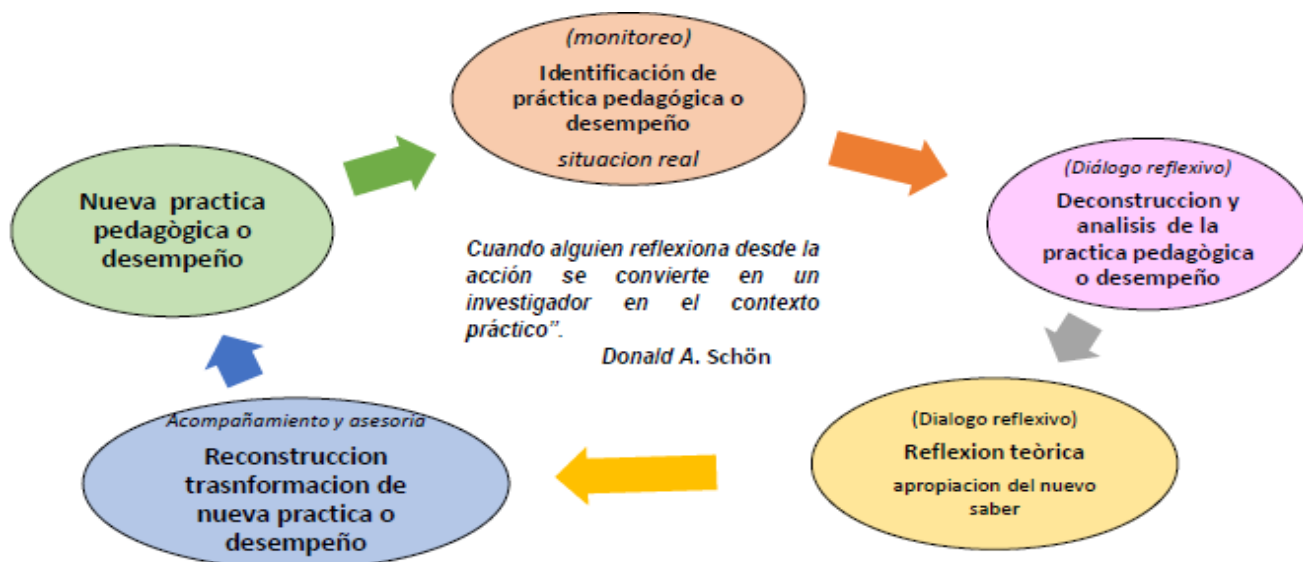 (monitoreo)
Identificación de
práctica pedagógica o
desempeño
situacion real
(Diálogo reflexivo)
Deconstruccion y
analisis de la
practica pedagògica
o desempeño
(Dialogo reflexivo)
Reflexion teòrica
apropiacion del nuevo
saber
Acompañamiento y asesoría
Reconstruccion
trasnformacion de
nueva practica o
desempeño
Nueva practica
pedagògica o
desempeño
Cuando alguien reflexiona desde la
acción se convierte en un
investigador en el contexto
práctico”.
Donald A. Schön